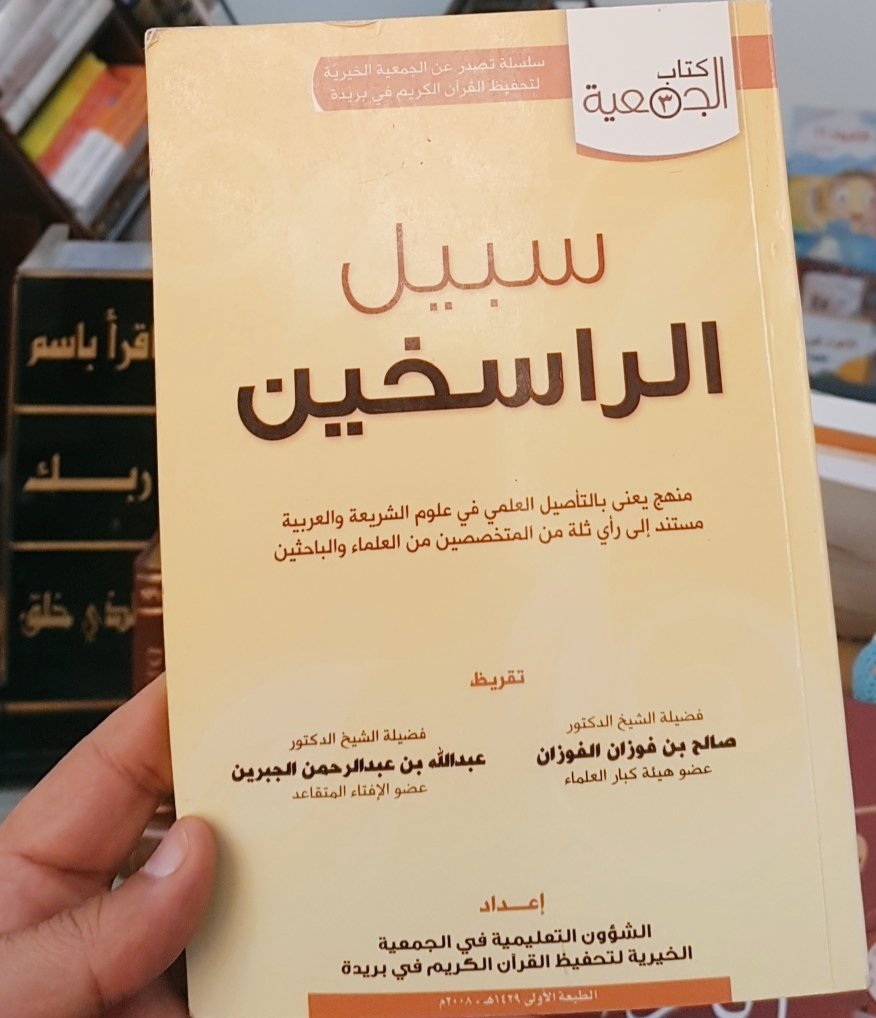 سلسلة تصدر عن الجمعية الخيرية
لتحفيظ القرآن الكريم في بريدة
كتاب
الجمعية
٣
سبيل
الراسخين
منهج يعنى بالتأصيل العلمي في علوم الشريعة والعربية
مستند إلى رأي ثلة من المتخصصين من العلماء والباحثين
تقريظ
فضيلة الشيخ الدكتور
صالح بن فوزان الفوزان
عضو هيئة كبار العلماء
فضيلة الشيخ الدكتور
عبدالله بن عبدالرحمن الجبرين
عضو الإفتاء المتقاعد
إعـــداد
الشؤون التعليمية في الجمعية
الخيرية لتحفيظ القرآن الكريم في بريدة
الطبعة الأولى ١٤٢٩هـ - ٢٠٠٨م
اقرأ باسم
ربــك
لذي خلق